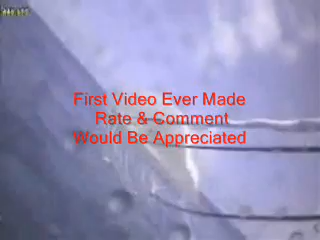 First Video Ever Made
Rate & Comment
Would Be Appreciated